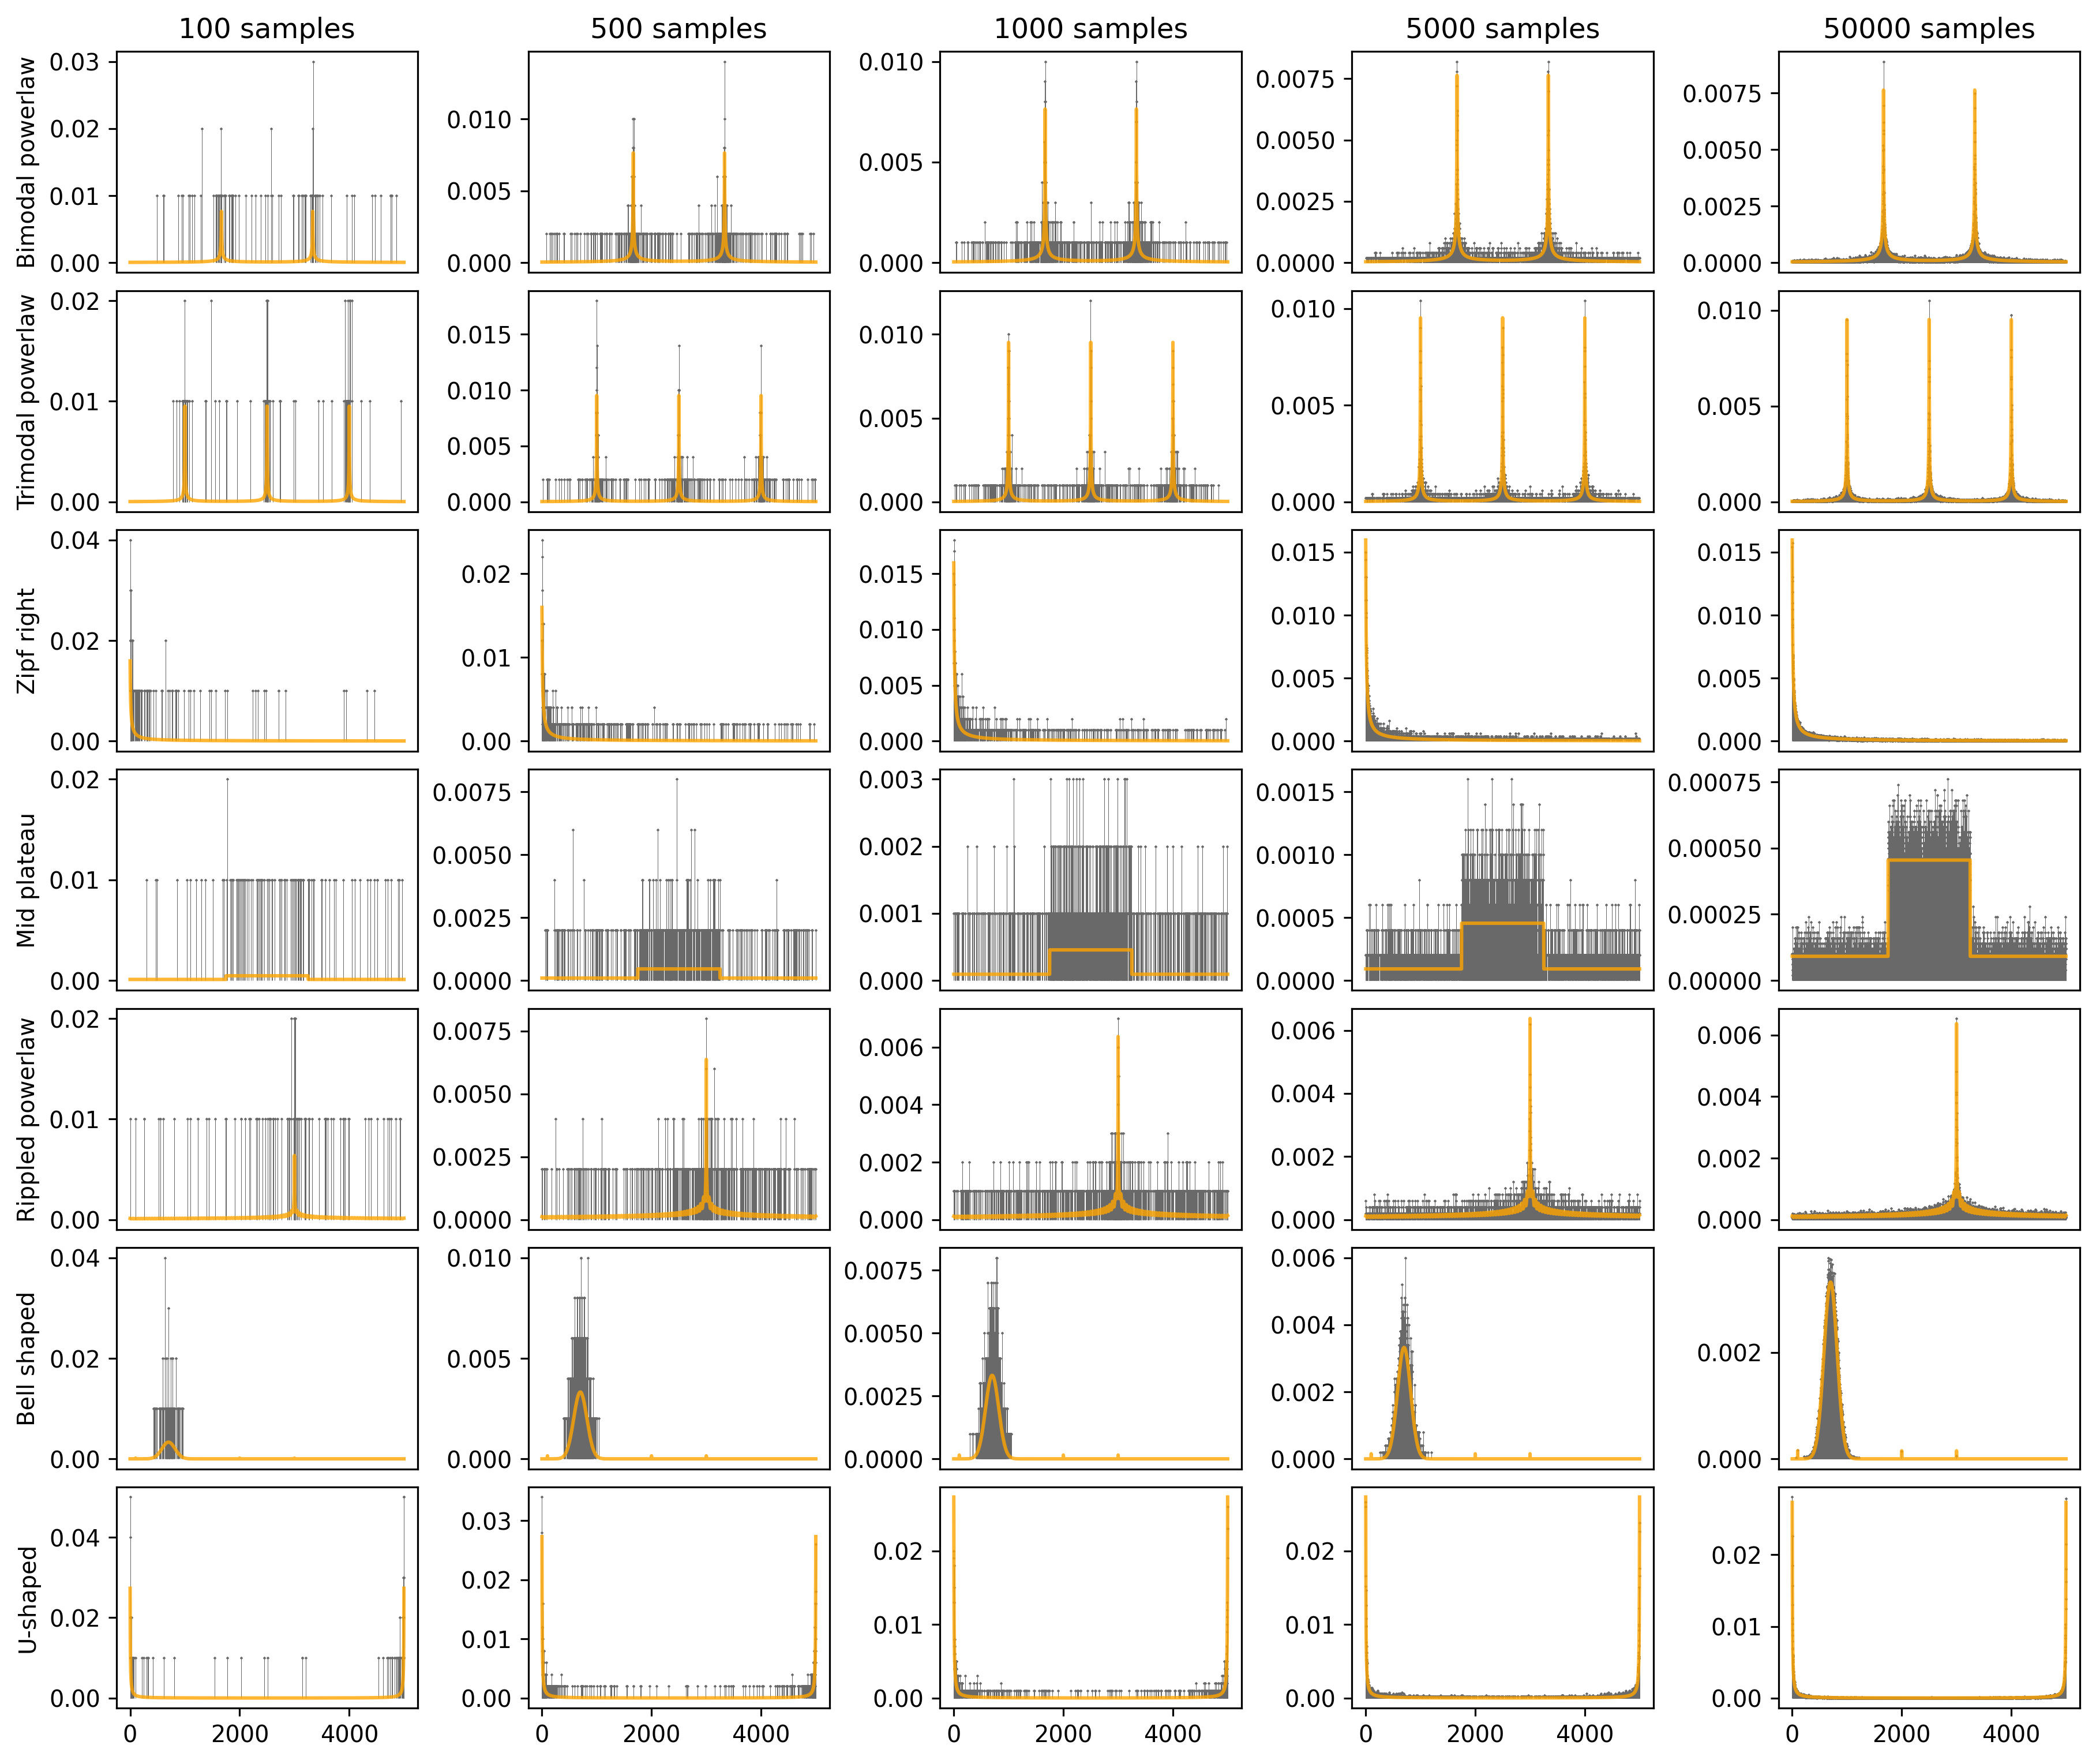 100 samples 500 samples 1000 samples 5000 samples 50000 samples
Bimodal powerlaw
0.03 0.02 0.01 0.00
0.010 0.005 0.000
0.010 0.005 0.000
0.0075 0.0050 0.0025 0.0000
0.0075 0.0050 0.0025 0.0000
Trimodal powerlaw
0.02 0.01 0.00
0.015 0.010 0.005 0.000
0.010 0.005 0.000
0.010 0.005 0.000
0.010 0.005 0.000
Zipf right
0.04 0.02 0.00
0.02 0.01 0.00
0.015 0.010 0.005 0.000
0.015 0.010 0.005 0.000
0.015 0.010 0.005 0.000
Mid plateau
0.02 0.01 0.00
0.0075 0.0050 0.0025 0.0000
0.003 0.002 0.001 0.000
0.0015 0.0010 0.0005 0.0000
0.00075 0.00050 0.00025 0.00000
Rippled powerlaw
0.02 0.01 0.00
0.0075 0.0050 0.0025 0.0000
0.006 0.004 0.002 0.000
0.006 0.004 0.002 0.000
0.006 0.004 0.002 0.000
Bell shaped
0.04 0.02 0.00
0.010 0.005 0.000
0.0075 0.0050 0.0025 0.0000
0.006 0.004 0.002 0.000
0.002 0.000
U-shaped
0.04 0.02 0.00
0.03 0.02 0.01 0.00
0.02 0.01 0.00
0.02 0.01 0.00
0.02 0.01 0.00
0 2000 4000 0 2000 4000 0 2000 4000 0 2000 4000 0 2000 4000